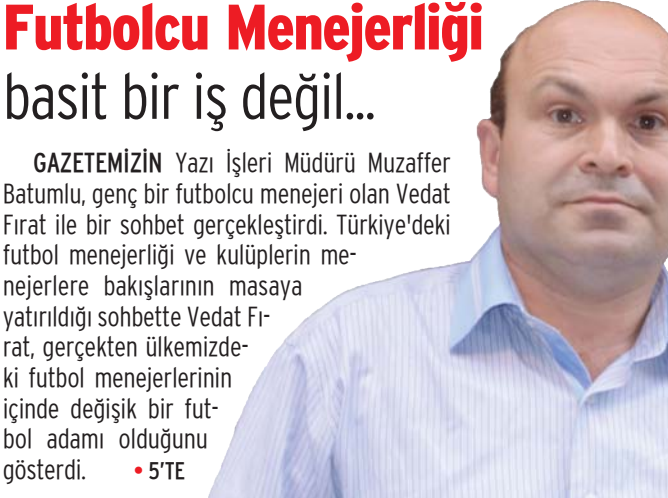 Futbolcu Menejerliği
basit bir iş değil...
GAZETEMİZİN Yazı İşleri Müdürü Muzaffer
Batumlu, genç bir futbolcu menejeri olan Vedat
Fırat ile bir sohbet gerçekleştirdi. Türkiye'deki
futbol menejerliği ve kulüplerin me-
nejerlere bakışlarının masaya
yatırıldığı sohbette Vedat Fı-
rat, gerçekten ülkemizde-
ki futbol menejerlerinin
içinde değişik bir fut-
bol adamı olduğunu
gösterdi. • 5'TE